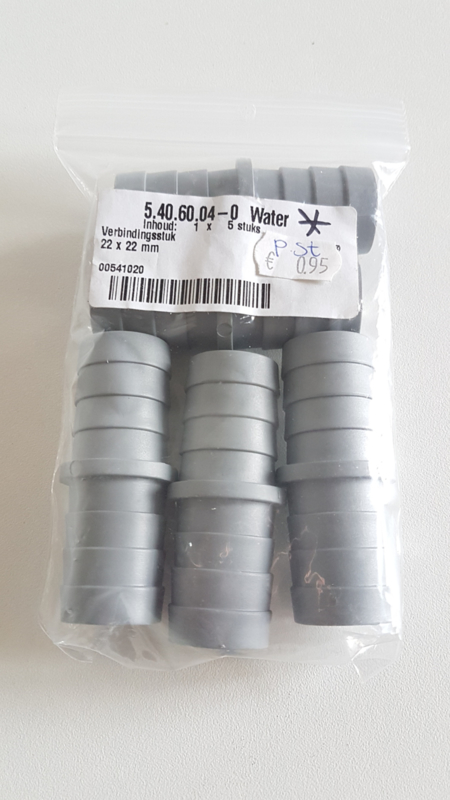 5.40.60.04-0 Water
Inhoud: 1 x 5 stuks
Verbindingsstuk
22 x 22 mm
p.st
€ 0.95
00541020